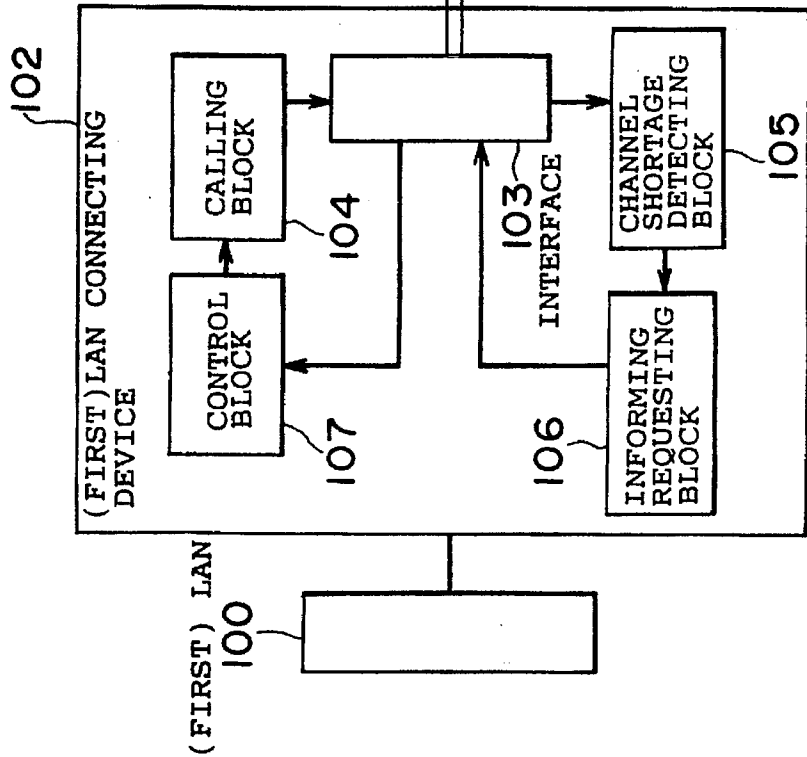 102
(FIRST)LAN CONNECTING
DEVICE
CONTROL
BLOCK
107
CALLING
BLOCK
104
(FIRST) LAN
100
103
INTERFACE
INFORMING
REQUESTING
BLOCK
106
CHANNEL
SHORTAGE
DETECTING
BLOCK
105